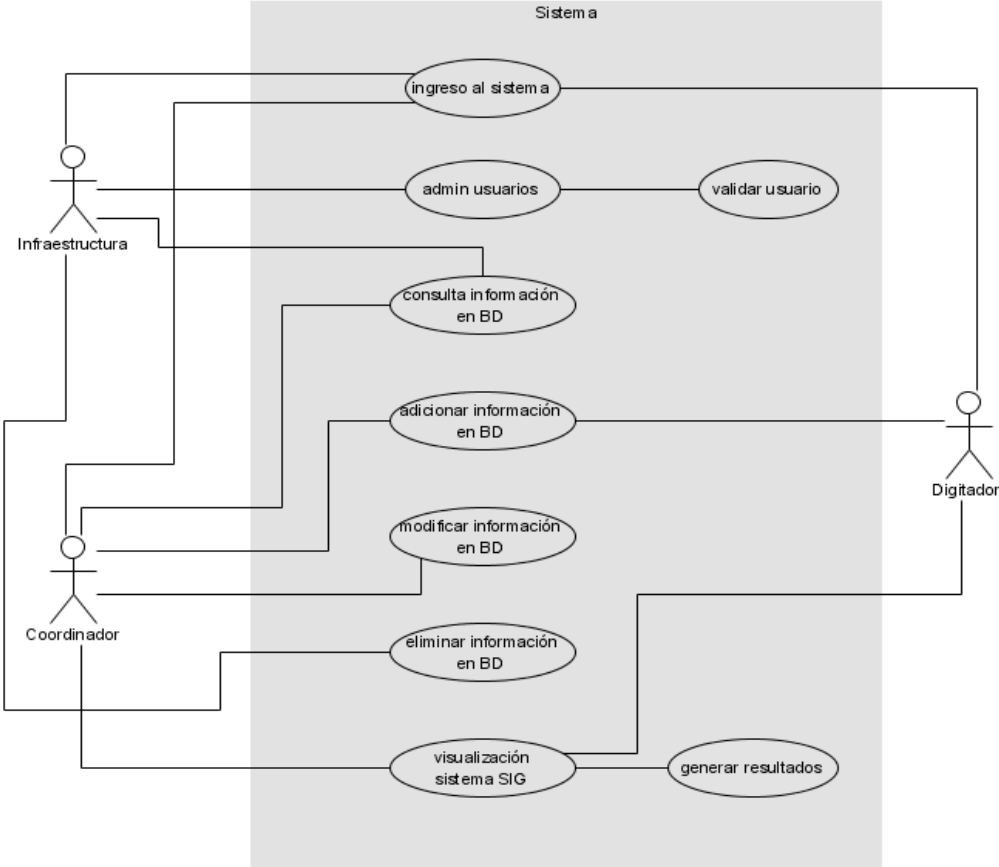 Sistema
ingreso al sistema
admin usuarios
validar usuario
Infraestructura
consulta información
en BD
adicionar información
en BD
Digitador
modificar información
en BD
Coordinador
eliminar información
en BD
visualización
sistema SIG
generar resultados